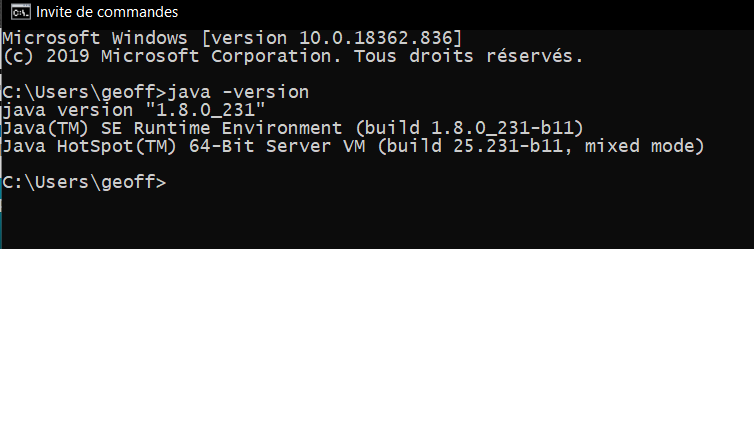 Invite de commandes
Microsoft Windows [version 10.0.18362.836]
(c) 2019 Microsoft Corporation. Tous droits réservés.
C:\Users\geoff>java -version
java version "1.8.0_231"
Java(TM) SE Runtime Environment (build 1.8.0_231-b11)
Java HotSpot(TM) 64-Bit Server VM (build 25.231-b11, mixed mode)
C:\Users\geoff>